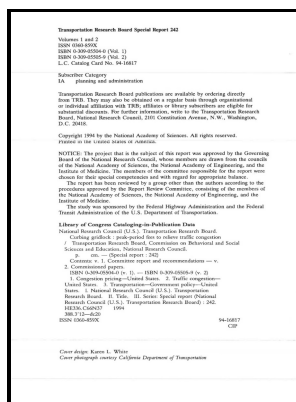 Transportation Research Board Special Report 242
Volumes 1 and 2
ISSN 0360-859X
ISBN 0-309-05504-0 (Vol. 1)
ISBN 0-309-05505-9 (Vol. 2)
L.C. Catalog Card No. 94-16817
Subscriber Category
IA planning and administration
Transportation Research Board publications are available by ordering directly
from TRB. They may also be obtained on a regular basis through organizational
or individual affiliation with TRB; affiliates or library subscribers are eligible for
substantial discounts. For further information, write to the Transportation Research
Board, National Research Council, 2101 Constitution Avenue, N.W., Washington,
D.C. 20418.
Copyright 1994 by the National Academy of Sciences. All rights reserved.
Printed in the United States of America
NOTICE: The project that is the subject of this report was approved by the Governing
Board of the National Research Council, whose members are drawn from the councils
of the National Academy of Sciences, the National Academy of Engineering, and the
Institute of Medicine. The members of the committee responsible for the report were
chosen for their special competencies and with regard for appropriate balance.
The report has been reviewed by a group other than the authors according to the
procedures approved by the Report Review Committee, consisting of the members of
the National Academy of Sciences, the National Academy of Engineering, and the
Institute of Medicine.
The study was sponsored by the Federal Highway Administration and the Federal
Transit Administration of the U.S. Department of Transportation.
Library of Congress Cataloging-in-Publication Data
National Research Council (U.S.). Transportation Research Board.
Curbing gridlock : peak-period fees to relieve traffic congestion
/ Transportation Research Board, Commission on Behavioral and Social
Sciences and Education, National Research Council.
p. cm. — (Special report : 242)
Contents: v. 1. Committee report and recommendations — v.
2. Commissioned papers.
ISBN 0-309-05504-0 (v. 1). — ISBN 0-309-05505-9 (v. 2)
1. Congestion pricing—United States. 2. Traffic congestion—
United States. 3. Transportation—Government policy—United
States. I. National Research Council (U.S.). Transportation
Research Board. II. Title. III. Series: Special report (National
Research Council (U.S.). Transportation Research Board) ; 242.
HE336.C66N37 1994
388.3'12—dc20
ISSN 0360-859X 94-16817
CIP
Cover design: Karen L. White
Cover photograph courtesy California Department of Transportation